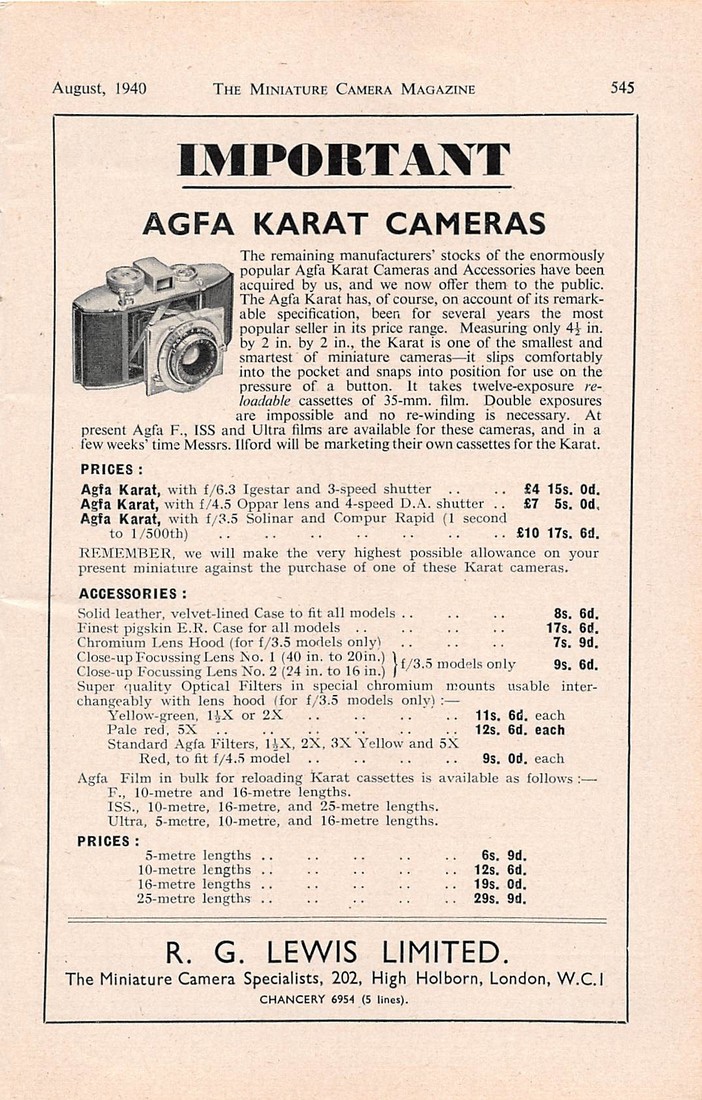 August, 1940 THE MINIATURE CAMERA MAGAZINE 545
IMPORTANT
AGFA KARAT CAMERAS
The remaining manufacturers' stocks of the enormously
popular Agfa Karat Cameras and Accessories have been
acquired by us, and we now offer them to the public.
The Agfa Karat has, of course, on account of its remark-
able specification, been for several years the most
popular seller in its price range. Measuring only 4½ in.
by 2 in. by 2 in., the Karat is one of the smallest and
smartest of miniature cameras—it slips comfortably
into the pocket and snaps into position for use on the
pressure of a button. It takes twelve-exposure re-
loadable cassettes of 35-mm. film. Double exposures
are impossible and no re-winding is necessary. At
present Agfa F., ISS and Ultra films are available for these cameras, and in a
few weeks' time Messrs. Ilford will be marketing their own cassettes for the Karat.
PRICES :
Agfa Karat, with f/6.3 Igestar and 3-speed shutter .. .. £4 15s. 0d.
Agfa Karat, with f/4.5 Oppar lens and 4-speed D.A. shutter .. £7 5s. 0d.
Agfa Karat, with f/3.5 Solinar and Compur Rapid (1 second
to 1/500th) .. .. .. .. .. .. .. £10 17s. 6d.
REMEMBER, we will make the very highest possible allowance on your
present miniature against the purchase of one of these Karat cameras.
ACCESSORIES :
Solid leather, velvet-lined Case to fit all models .. .. .. 8s. 6d.
Finest pigskin E.R. Case for all models .. .. .. .. 17s. 6d.
Chromium Lens Hood (for f/3.5 models only) .. .. .. 7s. 9d.
Close-up Focussing Lens No. 1 (40 in. to 20in.)
Close-up Focussing Lens No. 2 (24 in. to 16 in.) } f/3.5 models only 9s. 6d.
Super quality Optical Filters in special chromium mounts usable inter-
changeably with lens hood (for f/3.5 models only) :—
Yellow-green, 1½X or 2X .. .. .. .. 11s. 6d. each
Pale red, 5X .. .. .. .. .. .. 12s. 6d. each
Standard Agfa Filters, 1½X, 2X, 3X Yellow and 5X
Red, to fit f/4.5 model .. .. .. .. 9s. 0d. each
Agfa Film in bulk for reloading Karat cassettes is available as follows :—
F., 10-metre and 16-metre lengths.
ISS., 10-metre, 16-metre, and 25-metre lengths.
Ultra, 5-metre, 10-metre, and 16-metre lengths.
PRICES :
5-metre lengths .. .. .. .. .. 6s. 9d.
10-metre lengths .. .. .. .. .. 12s. 6d.
16-metre lengths .. .. .. .. .. 19s. 0d.
25-metre lengths .. .. .. .. .. 29s. 9d.
R. G. LEWIS LIMITED.
The Miniature Camera Specialists, 202, High Holborn, London, W.C.1
CHANCERY 6954 (5 lines).